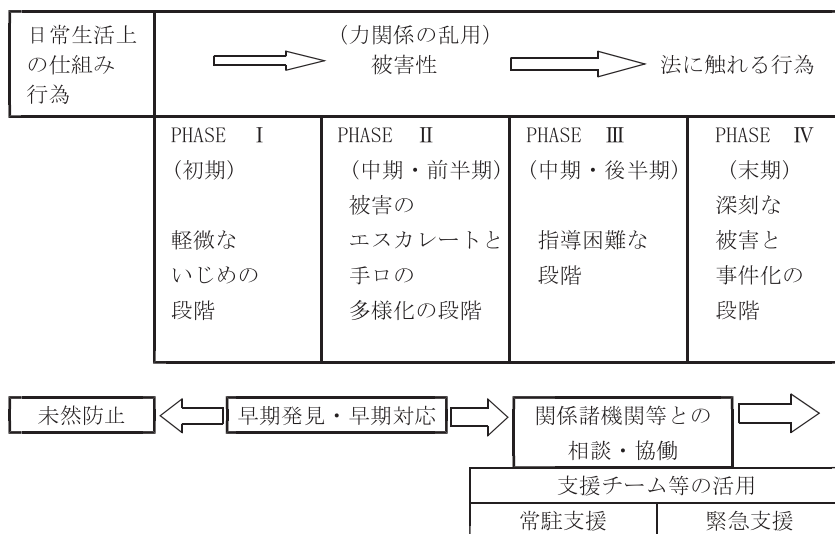 日常生活上
の仕組み
行為
(力関係の乱用)
被害性
法に触れる行為
PHASE Ⅰ
(初期)
軽微な
いじめの
段階
PHASE Ⅱ
(中期・前半期)
被害の
エスカレートと
手口の
多様化の段階
PHASE Ⅲ
(中期・後半期)
指導困難な
段階
PHASE Ⅳ
(末期)
深刻な
被害と
事件化の
段階
未然防止
早期発見・早期対応
関係諸機関等との
相談・協働
支援チーム等の活用
常駐支援
緊急支援